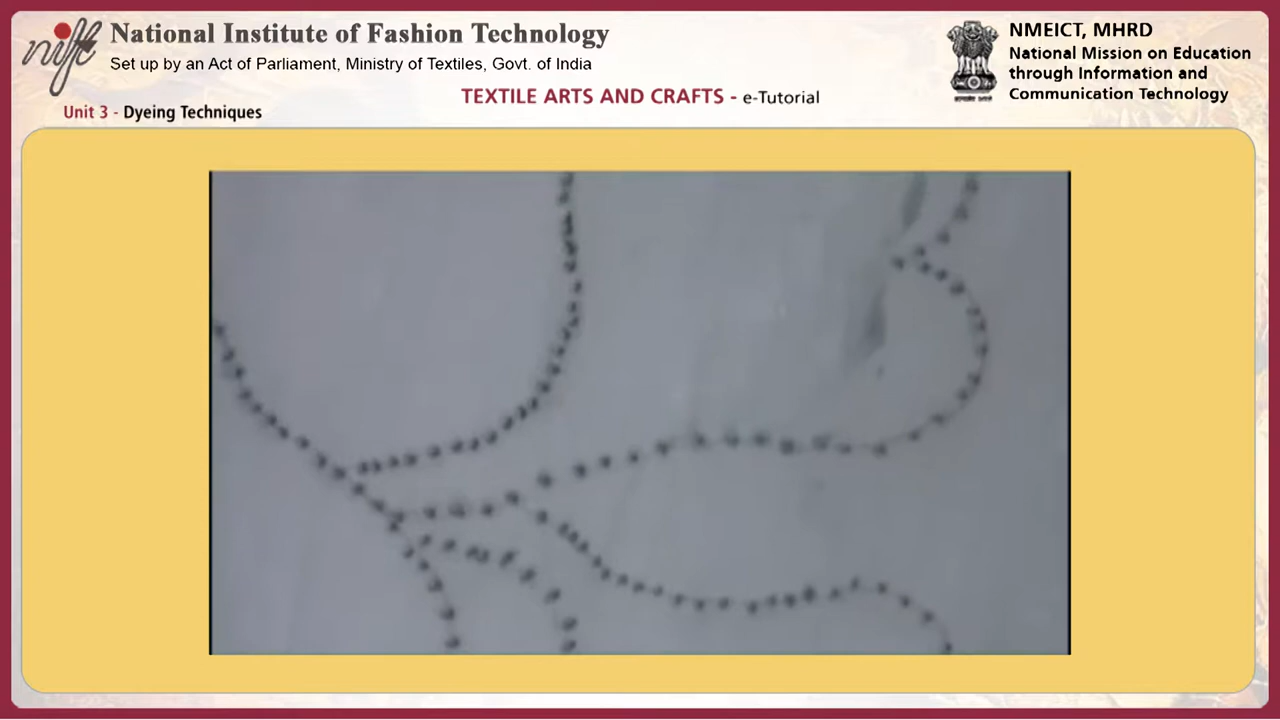 nift
National Institute of Fashion Technology
Set up by an Act of Parliament, Ministry of Textiles, Govt. of India
Unit 3 - Dyeing Techniques
TEXTILE ARTS AND CRAFTS - e-Tutorial
NMEICT, MHRD
National Mission on Education
through Information and
Communication Technology